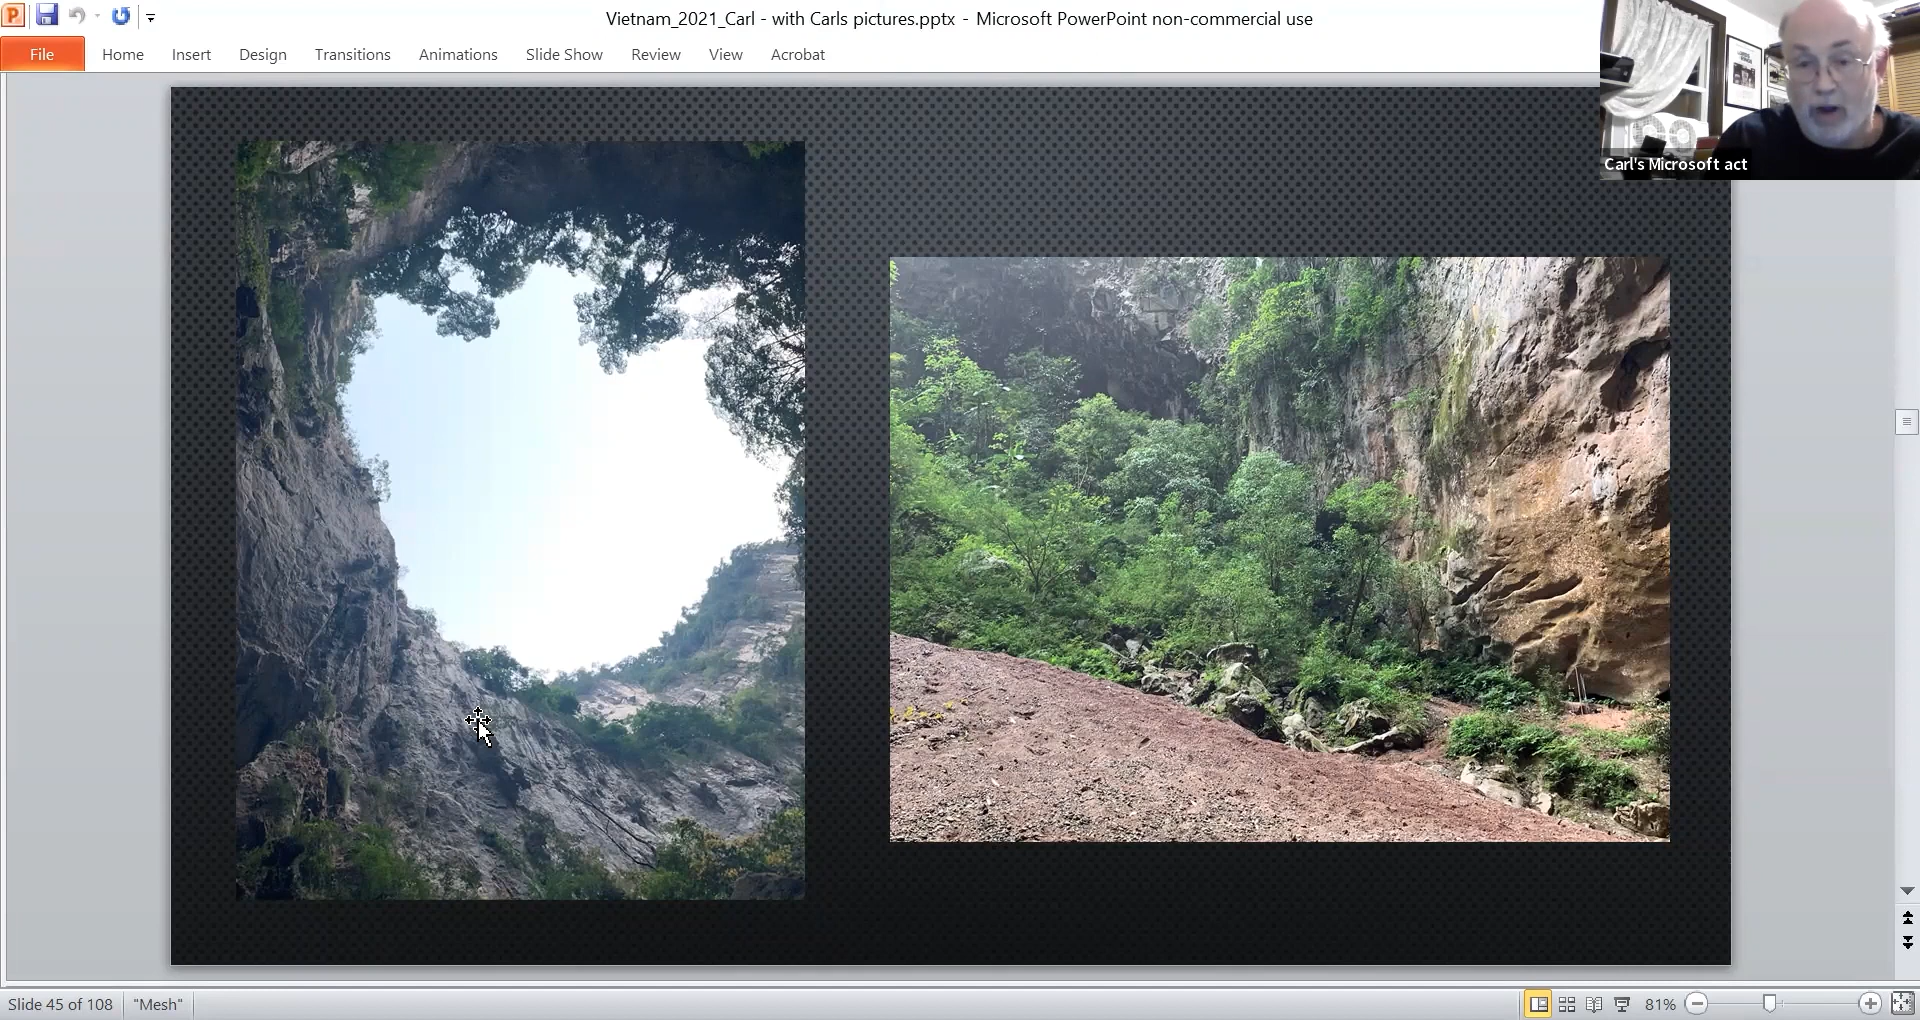 Vietnam_2021_Carl - with Carls pictures.pptx - Microsoft PowerPoint non-commercial use
File Home Insert Design Transitions Animations Slide Show Review View Acrobat
Carl's Microsoft act
Slide 45 of 108 "Mesh" 81%